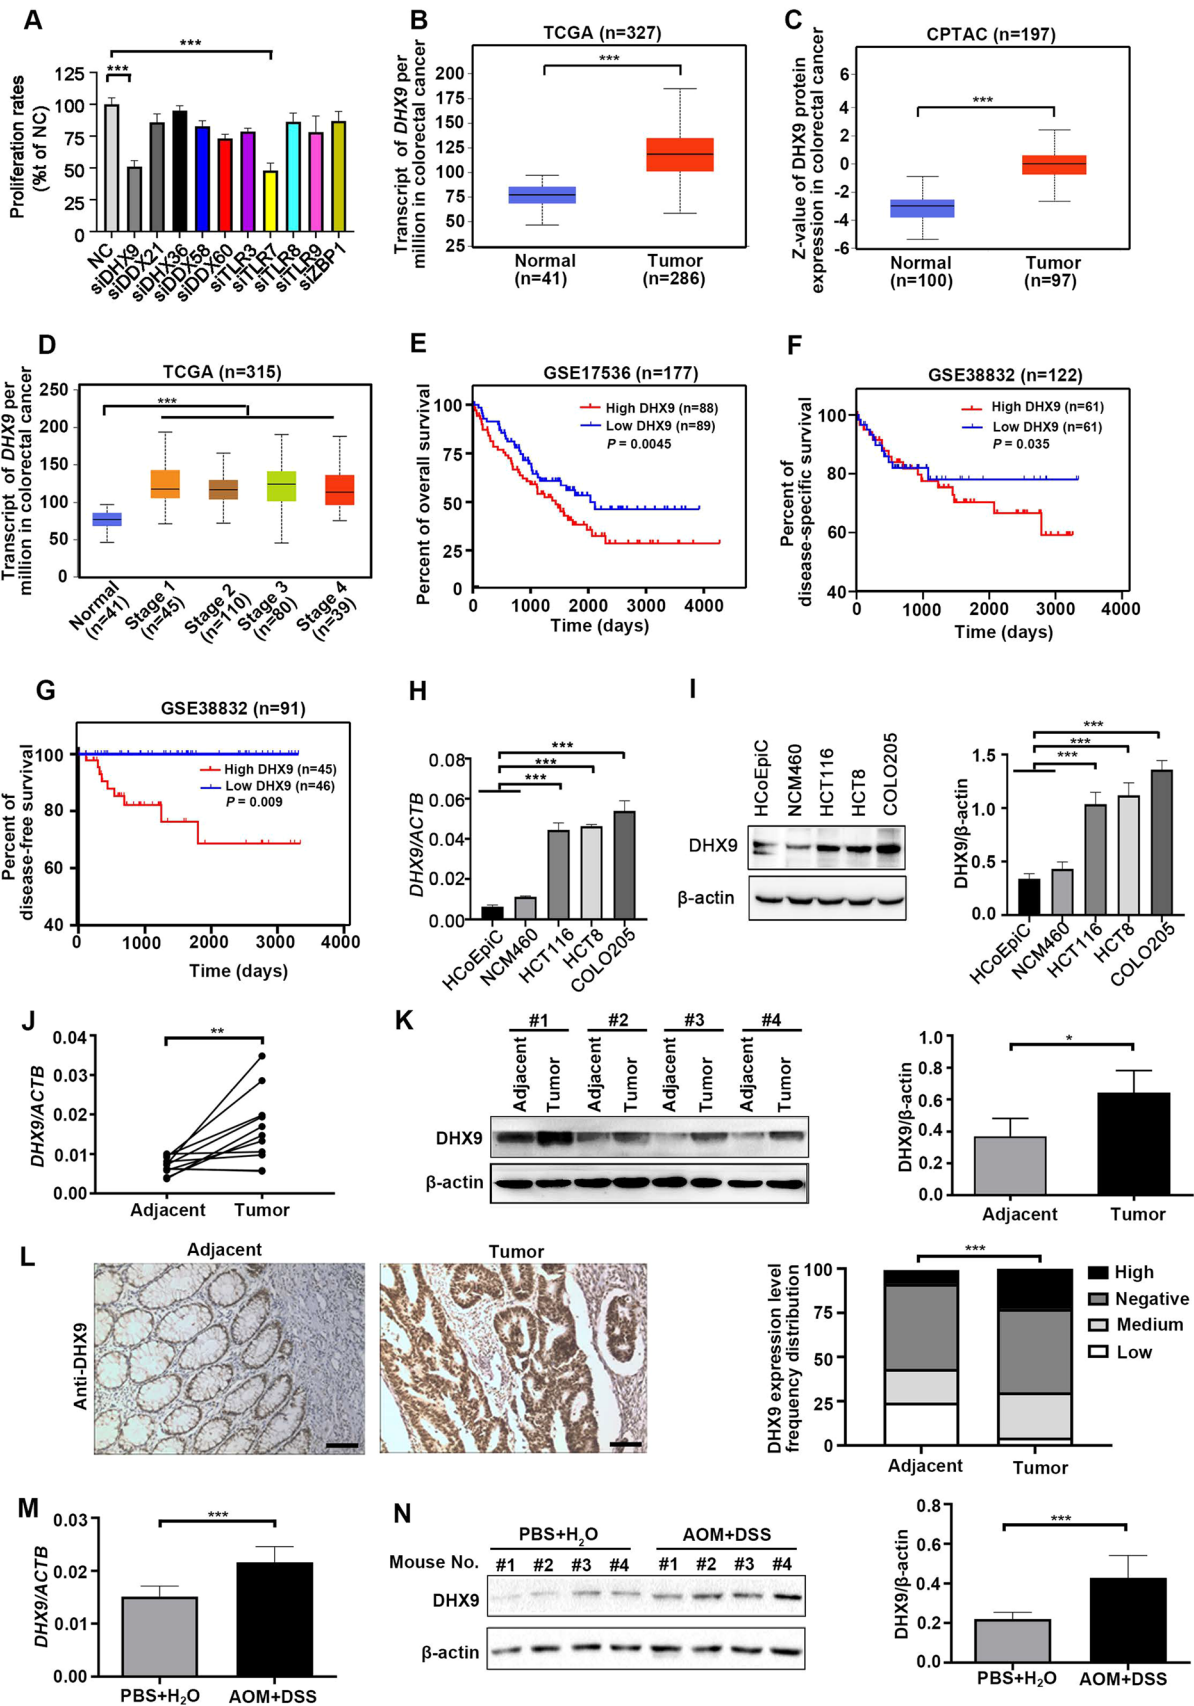 A
Proliferation rates
(%t of NC)
125
100
75
50
25
0
***
***
NC
siDHX9
siDDX21
siDHX36
siDDX58
siDDX60
siTLR3
siTLR7
siTLR8
siTLR9
siZBP1
B
TCGA (n=327)
Transcript of DHX9 per
million in colorectal cancer
200
175
150
125
100
75
50
25
***
Normal
(n=41)
Tumor
(n=286)
C
CPTAC (n=197)
Z-value of DHX9 protein
expression in colorectal cancer
6
4
2
0
-2
-4
-6
***
Normal
(n=100)
Tumor
(n=97)
D
TCGA (n=315)
Transcript of DHX9 per
million in colorectal cancer
250
200
150
100
50
0
***
Normal
(n=41)
Stage 1
(n=45)
Stage 2
(n=110)
Stage 3
(n=80)
Stage 4
(n=39)
E
GSE17536 (n=177)
Percent of overall survival
100
75
50
25
0
High DHX9 (n=88)
Low DHX9 (n=89)
P = 0.0045
0 1000 2000 3000 4000
Time (days)
F
GSE38832 (n=122)
Percent of
disease-specific survival
100
80
60
40
High DHX9 (n=61)
Low DHX9 (n=61)
P = 0.035
0 1000 2000 3000 4000
Time (days)
G
GSE38832 (n=91)
Percent of
disease-free survival
100
80
60
40
High DHX9 (n=45)
Low DHX9 (n=46)
P = 0.009
0 1000 2000 3000 4000
Time (days)
H
DHX9/ACTB
0.08
0.06
0.04
0.02
0.00
***
***
***
HCoEpiC
NCM460
HCT116
HCT8
COLO205
I
HCoEpiC
NCM460
HCT116
HCT8
COLO205
DHX9
β-actin
DHX9/β-actin
1.5
1.0
0.5
0.0
***
***
***
HCoEpiC
NCM460
HCT116
HCT8
COLO205
J
DHX9/ACTB
0.04
0.03
0.02
0.01
0.00
**
Adjacent Tumor
K
#1 #2 #3 #4
Adjacent Tumor Adjacent Tumor Adjacent Tumor Adjacent Tumor
DHX9
β-actin
DHX9/β-actin
1.0
0.8
0.6
0.4
0.2
0.0
*
Adjacent Tumor
L
Adjacent Tumor
Anti-DHX9
DHX9 expression level
frequency distribution
100
75
50
25
0
***
Adjacent Tumor
High
Negative
Medium
Low
M
DHX9/ACTB
0.03
0.02
0.01
0.00
***
PBS+H2O AOM+DSS
N
PBS+H2O AOM+DSS
Mouse No. #1 #2 #3 #4 #1 #2 #3 #4
DHX9
β-actin
DHX9/β-actin
0.8
0.6
0.4
0.2
0.0
***
PBS+H2O AOM+DSS